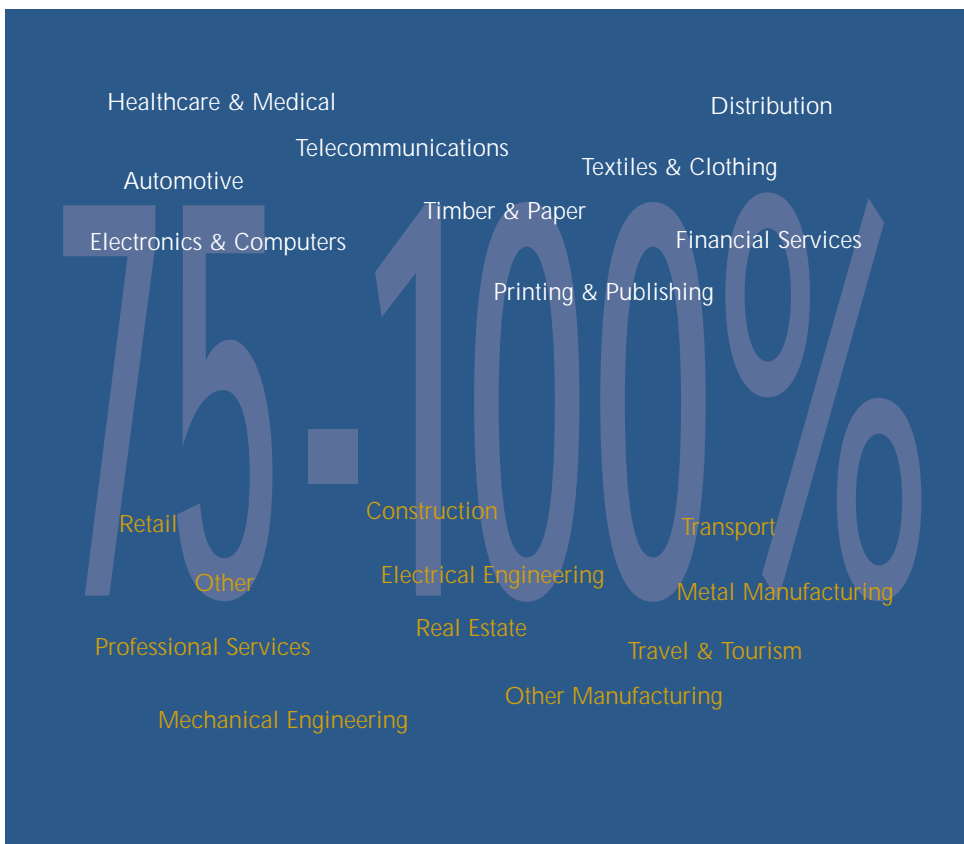 Healthcare & Medical
Distribution
Telecommunications
Textiles & Clothing
Automotive
Timber & Paper
Electronics & Computers
Financial Services
Printing & Publishing
75-100%
Construction
Retail
Transport
Electrical Engineering
Other
Metal Manufacturing
Real Estate
Professional Services
Travel & Tourism
Other Manufacturing
Mechanical Engineering